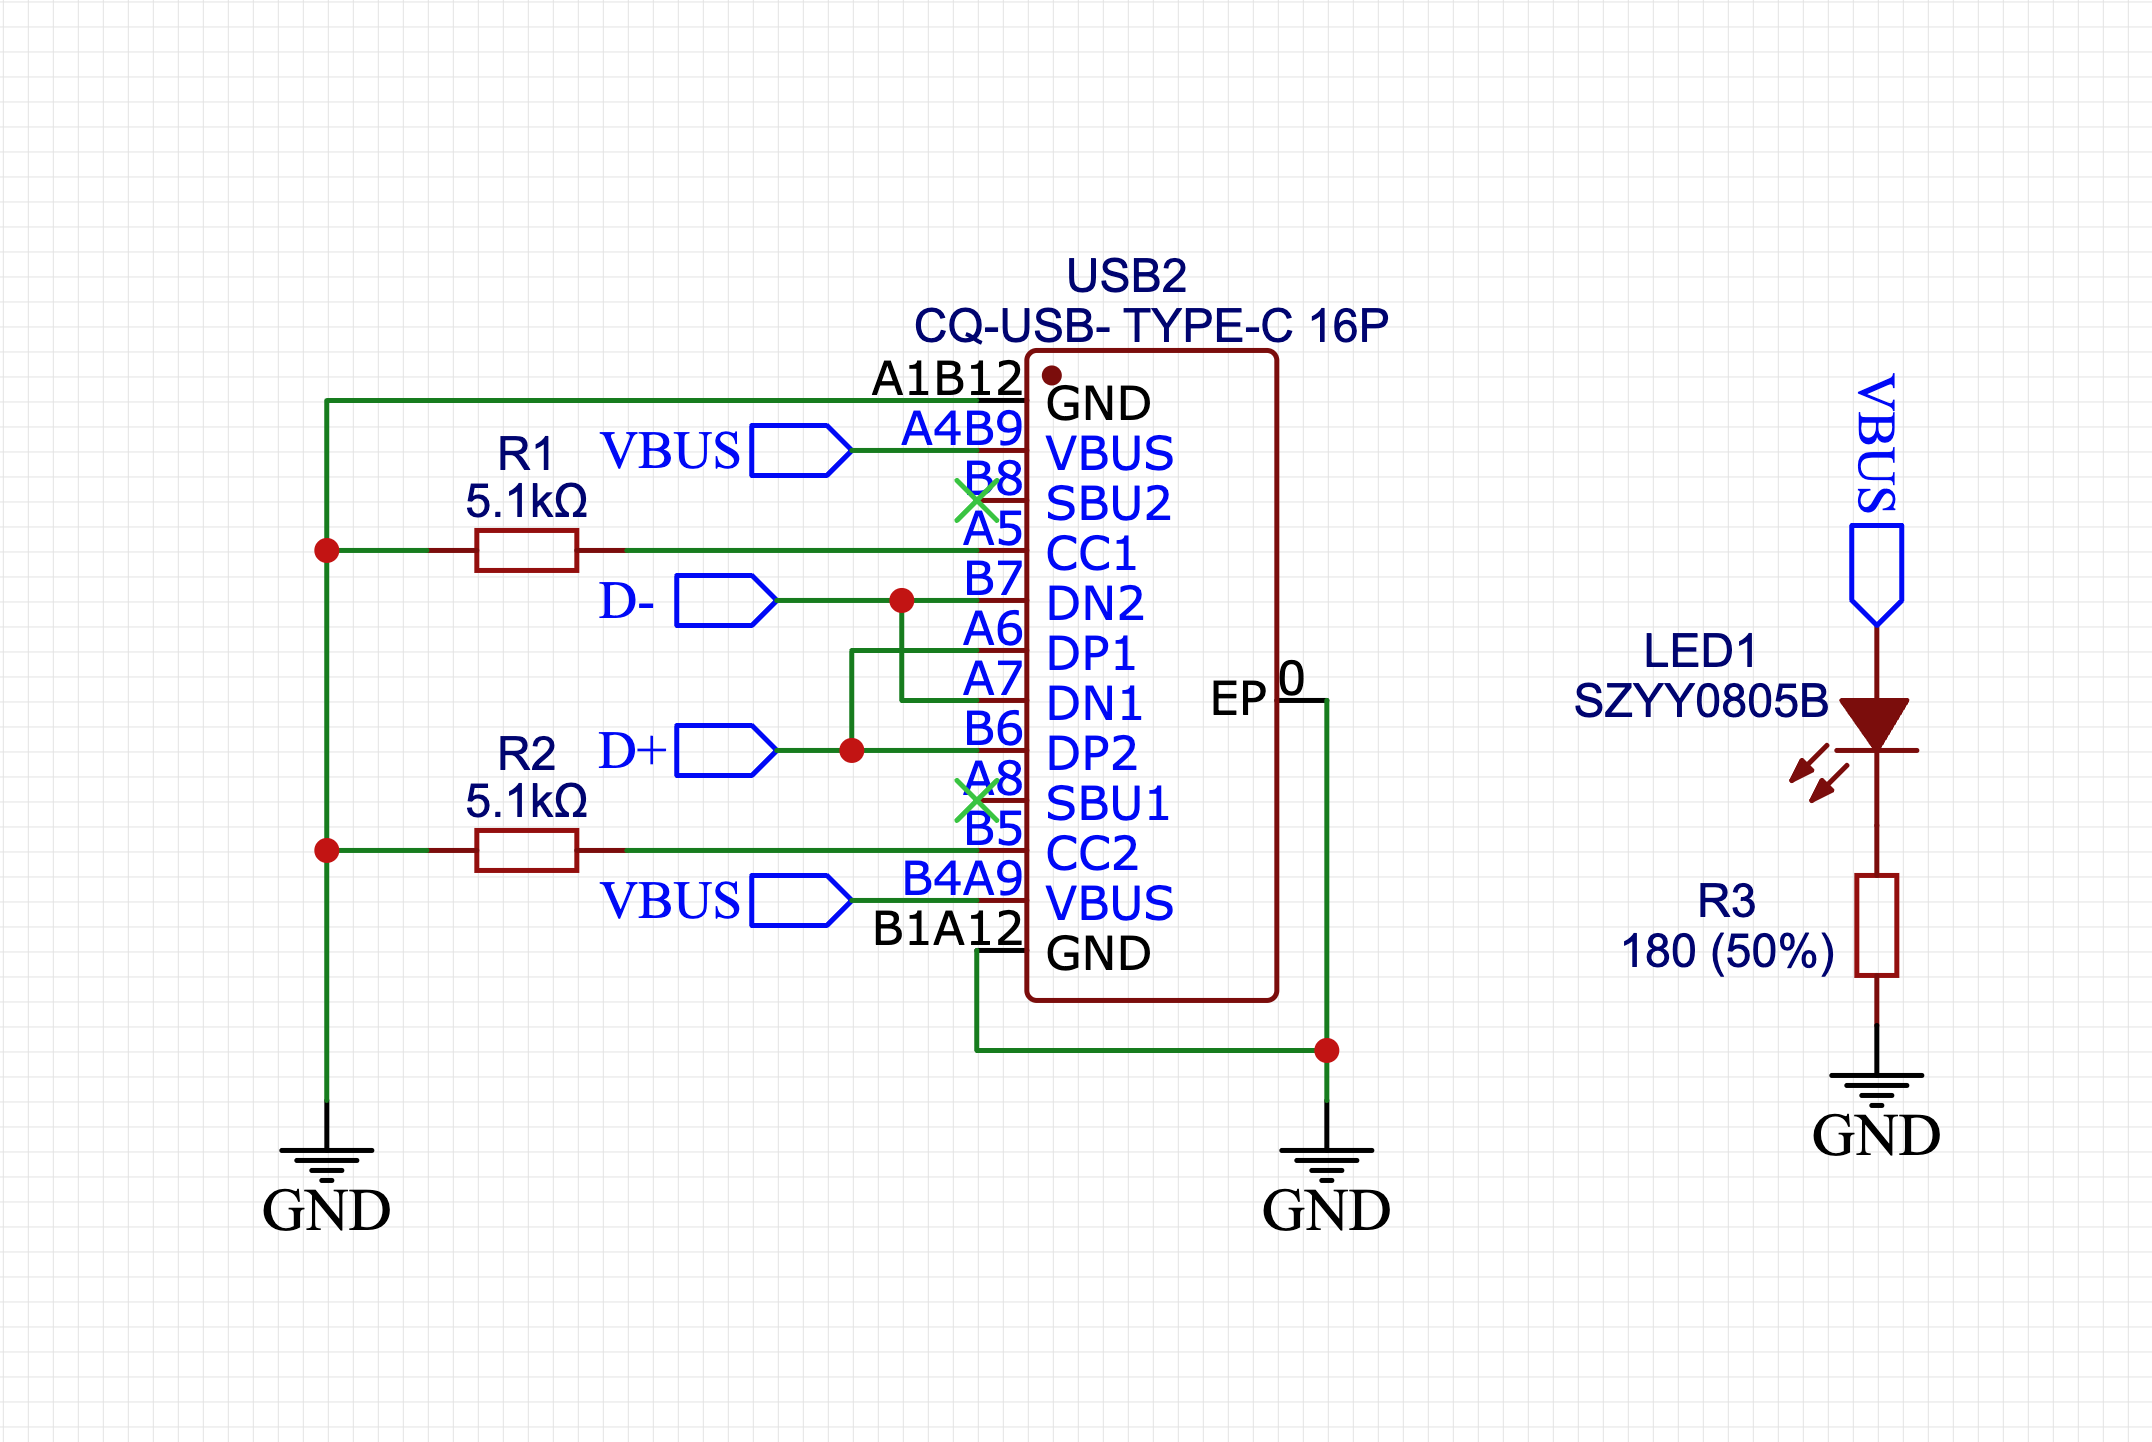 USB2
CQ-USB- TYPE-C 16P
A1B12
GND
VBUS
A4B9
VBUS
B8
SBU2
R1
5.1kΩ
A5
CC1
D-
B7
DN2
A6
DP1
A7
DN1
D+
B6
DP2
A8
SBU1
R2
5.1kΩ
B5
CC2
VBUS
B4A9
VBUS
B1A12
GND
EP
0
GND
GND
VBUS
LED1
SZYY0805B
R3
180 (50%)
GND